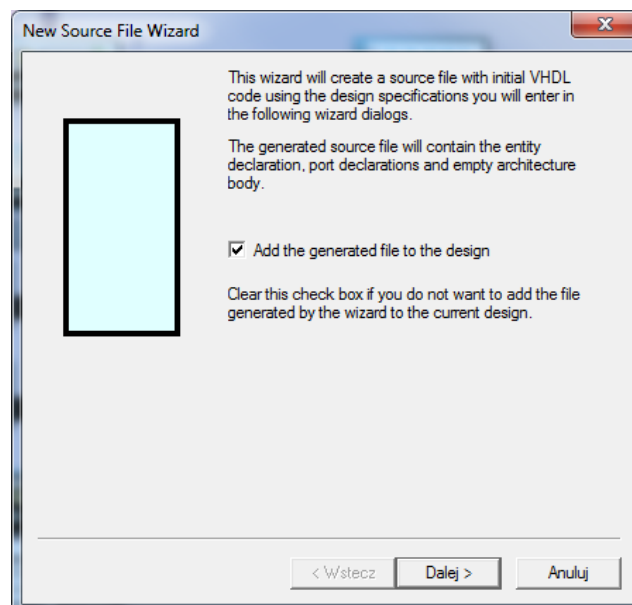 New Source File Wizard
This wizard will create a source file with initial VHDL
code using the design specifications you will enter in
the following wizard dialogs.
The generated source file will contain the entity
declaration, port declarations and empty architecture
body.
Add the generated file to the design
Clear this check box if you do not want to add the file
generated by the wizard to the current design.
< Wstecz Dalej > Anuluj